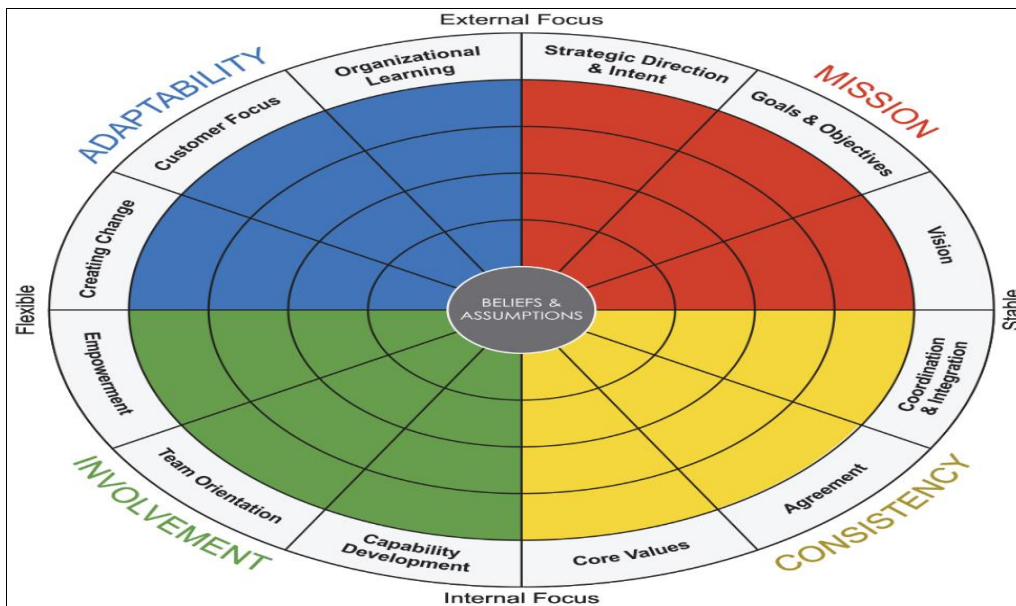 External Focus
ADAPTABILITY
MISSION
Organizational
Learning
Strategic Direction
& Intent
Customer Focus
Goals & Objectives
Creating Change
Vision
Flexible
BELIEFS &
ASSUMPTIONS
Stable
Empowerment
Coordination
& Integration
Team Orientation
Agreement
Capability
Development
Core Values
INVOLVEMENT
CONSISTENCY
Internal Focus